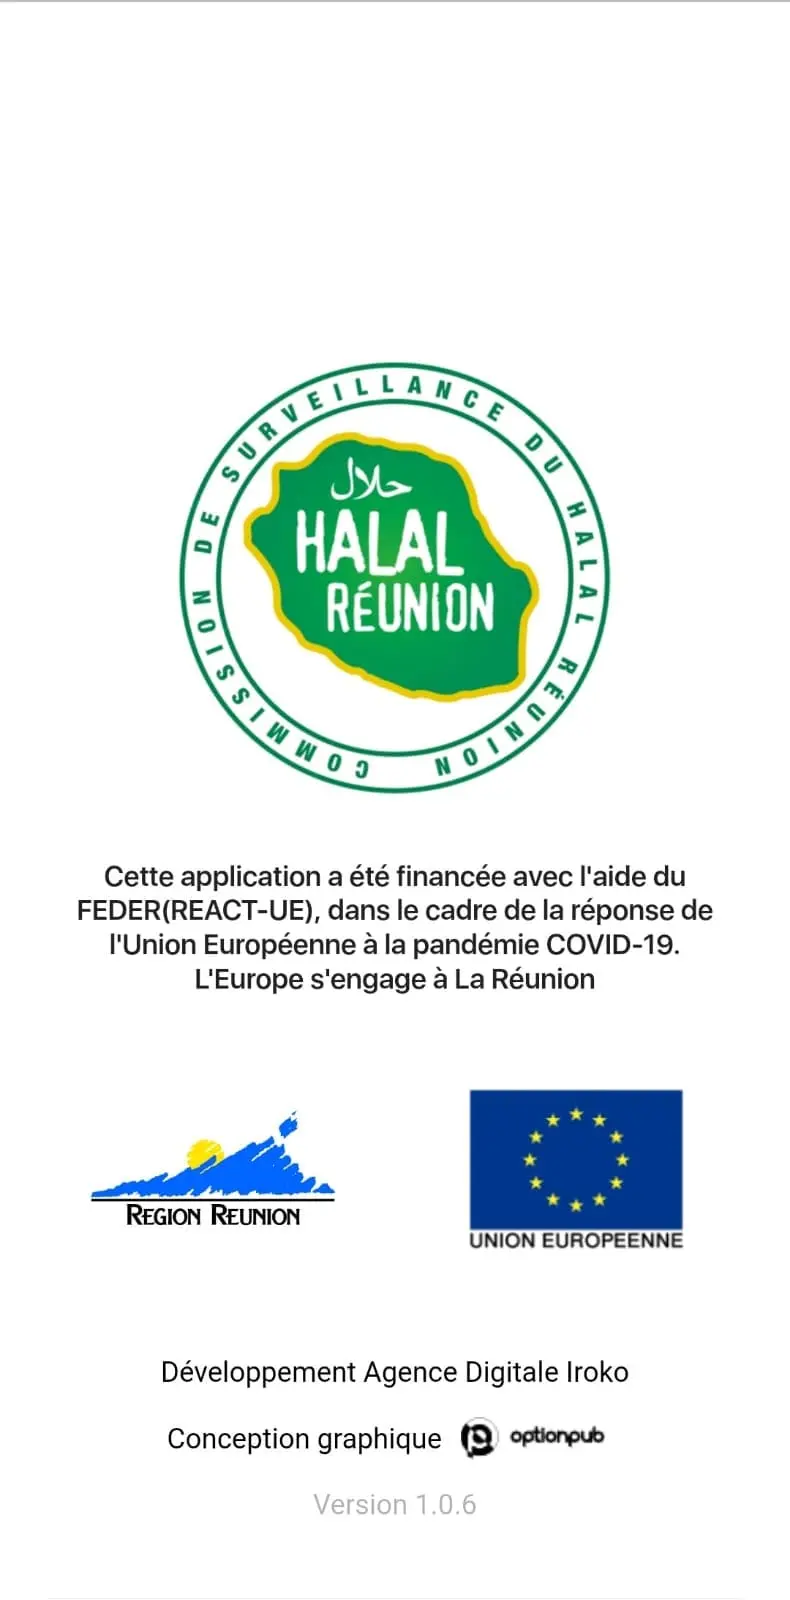 COMMISSION DE SURVEILLANCE DU HALAL RÉUNION
حلال
HALAL
RÉUNION
Cette application a été financée avec l'aide du
FEDER(REACT-UE), dans le cadre de la réponse de
l'Union Européenne à la pandémie COVID-19.
L'Europe s'engage à La Réunion
REGION REUNION
UNION EUROPEENNE
Développement Agence Digitale Iroko
Conception graphique optionpub
Version 1.0.6